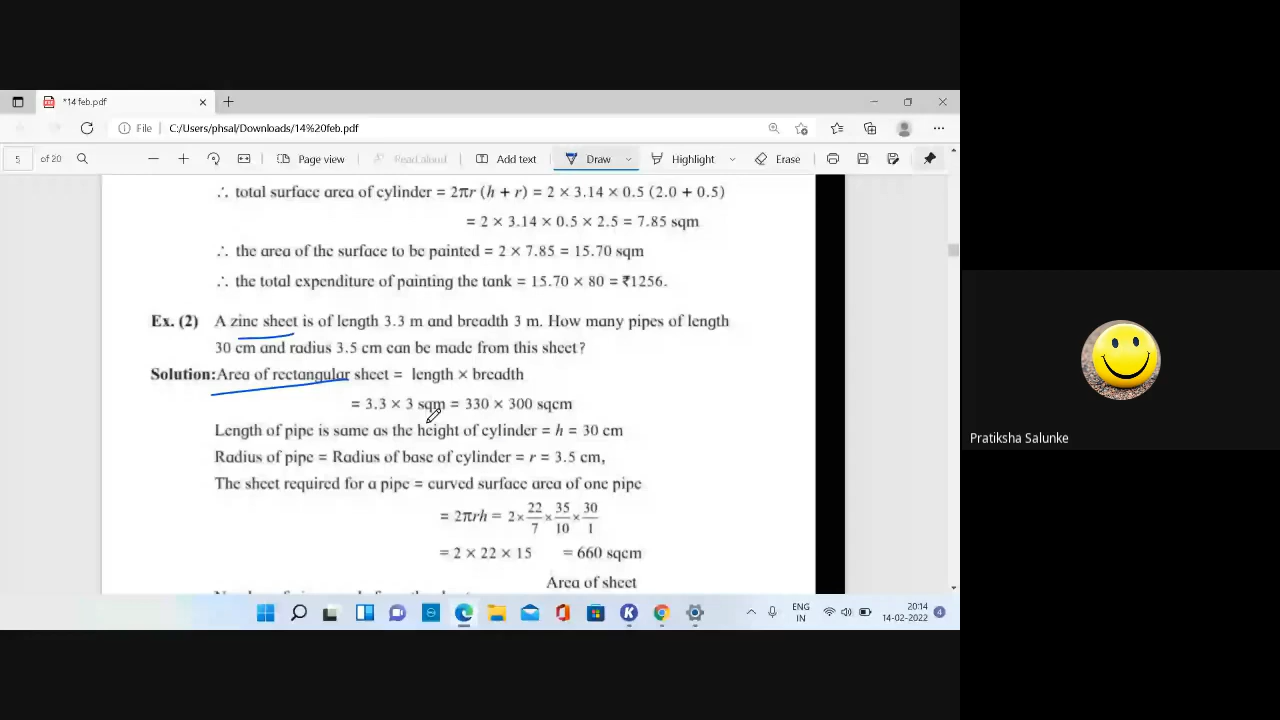 *14 feb.pdf
File C:/Users/phsal/Downloads/14%20feb.pdf
5 of 20 Page view Read aloud Add text Draw Highlight Erase
∴ total surface area of cylinder = 2πr (h + r) = 2 × 3.14 × 0.5 (2.0 + 0.5)
= 2 × 3.14 × 0.5 × 2.5 = 7.85 sqm
∴ the area of the surface to be painted = 2 × 7.85 = 15.70 sqm
∴ the total expenditure of painting the tank = 15.70 × 80 = ₹1256.
Ex. (2) A zinc sheet is of length 3.3 m and breadth 3 m. How many pipes of length
30 cm and radius 3.5 cm can be made from this sheet?
Solution: Area of rectangular sheet = length × breadth
= 3.3 × 3 sqm = 330 × 300 sqcm
Length of pipe is same as the height of cylinder = h = 30 cm
Radius of pipe = Radius of base of cylinder = r = 3.5 cm,
The sheet required for a pipe = curved surface area of one pipe
= 2πrh = 2 × 22/7 × 35/10 × 30/1
= 2 × 22 × 15 = 660 sqcm
Area of sheet
Pratiksha Salunke
ENG
IN
20:14
14-02-2022
4